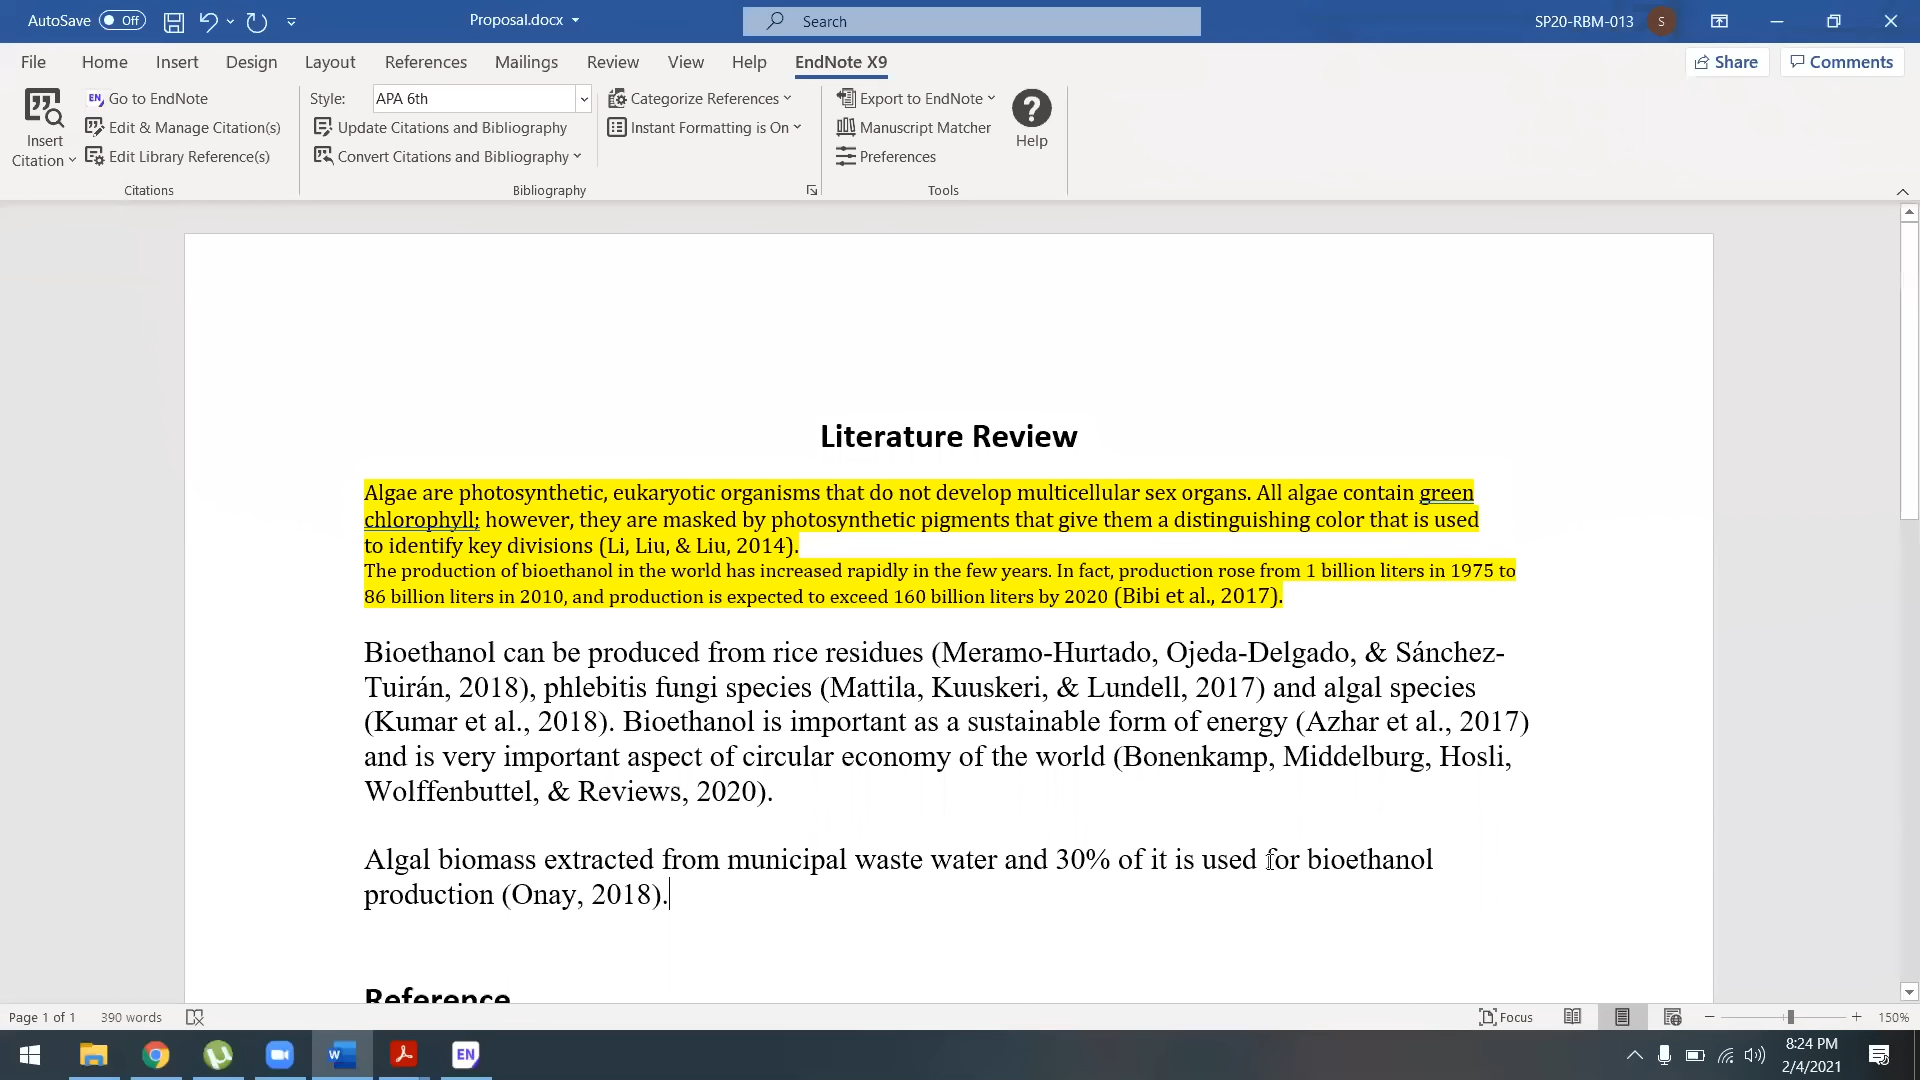 AutoSave Off Proposal.docx Search SP20-RBM-013 S
File Home Insert Design Layout References Mailings Review View Help EndNote X9 Share Comments
Insert Citation
EN Go to EndNote
Edit & Manage Citation(s)
Edit Library Reference(s)
Citations
Style: APA 6th
Update Citations and Bibliography
Convert Citations and Bibliography
Categorize References
Instant Formatting is On
Bibliography
Export to EndNote
Manuscript Matcher
Preferences
Tools
? Help
Literature Review
Algae are photosynthetic, eukaryotic organisms that do not develop multicellular sex organs. All algae contain green
chlorophyll; however, they are masked by photosynthetic pigments that give them a distinguishing color that is used
to identify key divisions (Li, Liu, & Liu, 2014).
The production of bioethanol in the world has increased rapidly in the few years. In fact, production rose from 1 billion liters in 1975 to
86 billion liters in 2010, and production is expected to exceed 160 billion liters by 2020 (Bibi et al., 2017).
Bioethanol can be produced from rice residues (Meramo-Hurtado, Ojeda-Delgado, & Sánchez-
Tuirán, 2018), phlebitis fungi species (Mattila, Kuuskeri, & Lundell, 2017) and algal species
(Kumar et al., 2018). Bioethanol is important as a sustainable form of energy (Azhar et al., 2017)
and is very important aspect of circular economy of the world (Bonenkamp, Middelburg, Hosli,
Wolffenbuttel, & Reviews, 2020).
Algal biomass extracted from municipal waste water and 30% of it is used for bioethanol
production (Onay, 2018).
Reference
Page 1 of 1 390 words Focus 150%
W EN 8:24 PM
2/4/2021